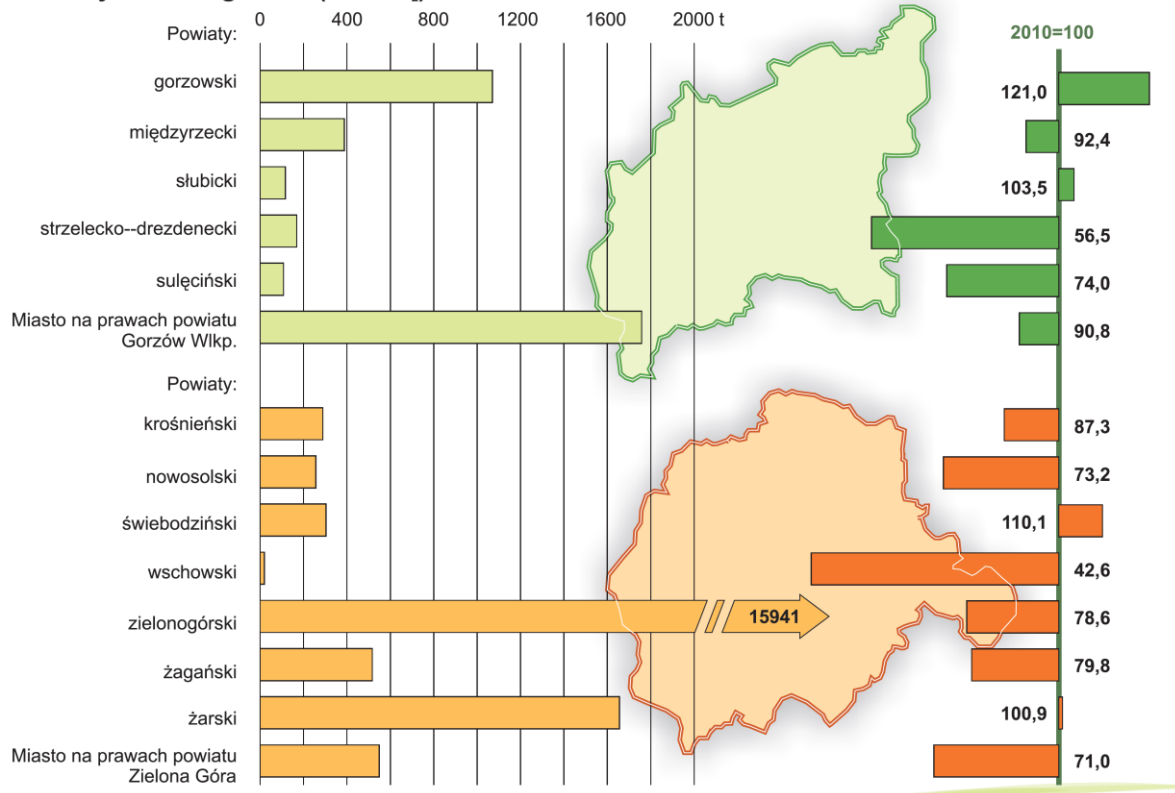 0 400 800 1200 1600 2000 t
Powiaty:
2010=100
gorzowski 121,0
międzyrzecki 92,4
słubicki 103,5
strzelecko--drezdenecki 56,5
sulęciński 74,0
Miasto na prawach powiatu
Gorzów Wlkp. 90,8
Powiaty:
krośnieński 87,3
nowosolski 73,2
świebodziński 110,1
wschowski 42,6
zielonogórski 15941 78,6
żagański 79,8
żarski 100,9
Miasto na prawach powiatu
Zielona Góra 71,0